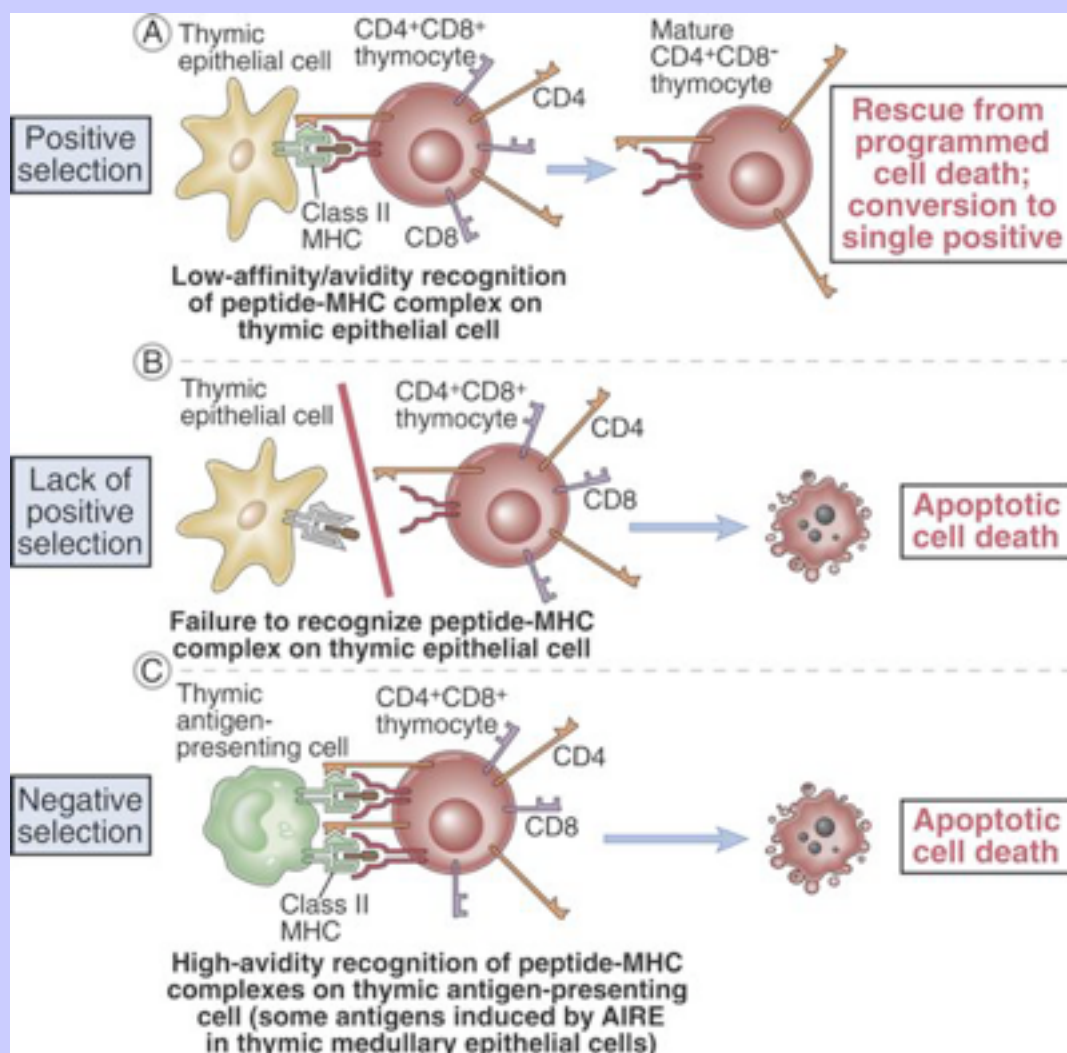 A
Thymic
epithelial cell
CD4+CD8+
thymocyte
CD4
Mature
CD4+CD8-
thymocyte
Positive
selection
Class II
MHC
CD8
Rescue from
programmed
cell death;
conversion to
single positive
Low-affinity/avidity recognition
of peptide-MHC complex on
thymic epithelial cell
B
Thymic
epithelial cell
CD4+CD8+
thymocyte
CD4
CD8
Lack of
positive
selection
Apoptotic
cell death
Failure to recognize peptide-MHC
complex on thymic epithelial cell
C
Thymic
antigen-
presenting cell
CD4+CD8+
thymocyte
CD4
CD8
Negative
selection
Class II
MHC
Apoptotic
cell death
High-avidity recognition of peptide-MHC
complexes on thymic antigen-presenting
cell (some antigens induced by AIRE
in thymic medullary epithelial cells)